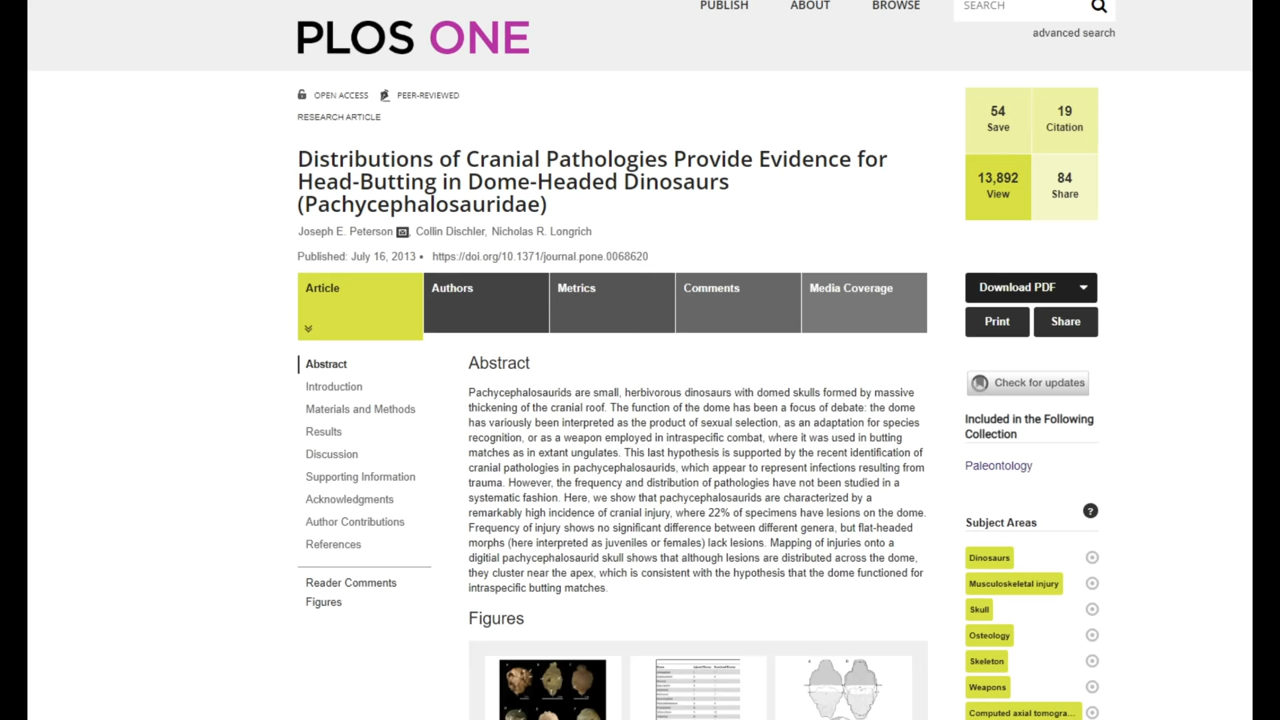 PUBLISH ABOUT BROWSE SEARCH
PLOS ONE
advanced search
OPEN ACCESS PEER-REVIEWED
RESEARCH ARTICLE
Distributions of Cranial Pathologies Provide Evidence for
Head-Butting in Dome-Headed Dinosaurs
(Pachycephalosauridae)
Joseph E. Peterson , Collin Dischler, Nicholas R. Longrich
Published: July 16, 2013 • https://doi.org/10.1371/journal.pone.0068620
54 19
Save Citation
13,892 84
View Share
Article Authors Metrics Comments Media Coverage
Download PDF
Print Share
Check for updates
Included in the Following
Collection
Paleontology
Subject Areas
?
Dinosaurs
Musculoskeletal injury
Skull
Osteology
Skeleton
Weapons
Computed axial tomogra...
Abstract
Introduction
Materials and Methods
Results
Discussion
Supporting Information
Acknowledgments
Author Contributions
References
Reader Comments
Figures
Abstract
Pachycephalosaurids are small, herbivorous dinosaurs with domed skulls formed by massive
thickening of the cranial roof. The function of the dome has been a focus of debate: the dome
has variously been interpreted as the product of sexual selection, as an adaptation for species
recognition, or as a weapon employed in intraspecific combat, where it was used in butting
matches as in extant ungulates. This last hypothesis is supported by the recent identification of
cranial pathologies in pachycephalosaurids, which appear to represent infections resulting from
trauma. However, the frequency and distribution of pathologies have not been studied in a
systematic fashion. Here, we show that pachycephalosaurids are characterized by a
remarkably high incidence of cranial injury, where 22% of specimens have lesions on the dome.
Frequency of injury shows no significant difference between different genera, but flat-headed
morphs (here interpreted as juveniles or females) lack lesions. Mapping of injuries onto a
digitial pachycephalosaurid skull shows that although lesions are distributed across the dome,
they cluster near the apex, which is consistent with the hypothesis that the dome functioned for
intraspecific butting matches.
Figures